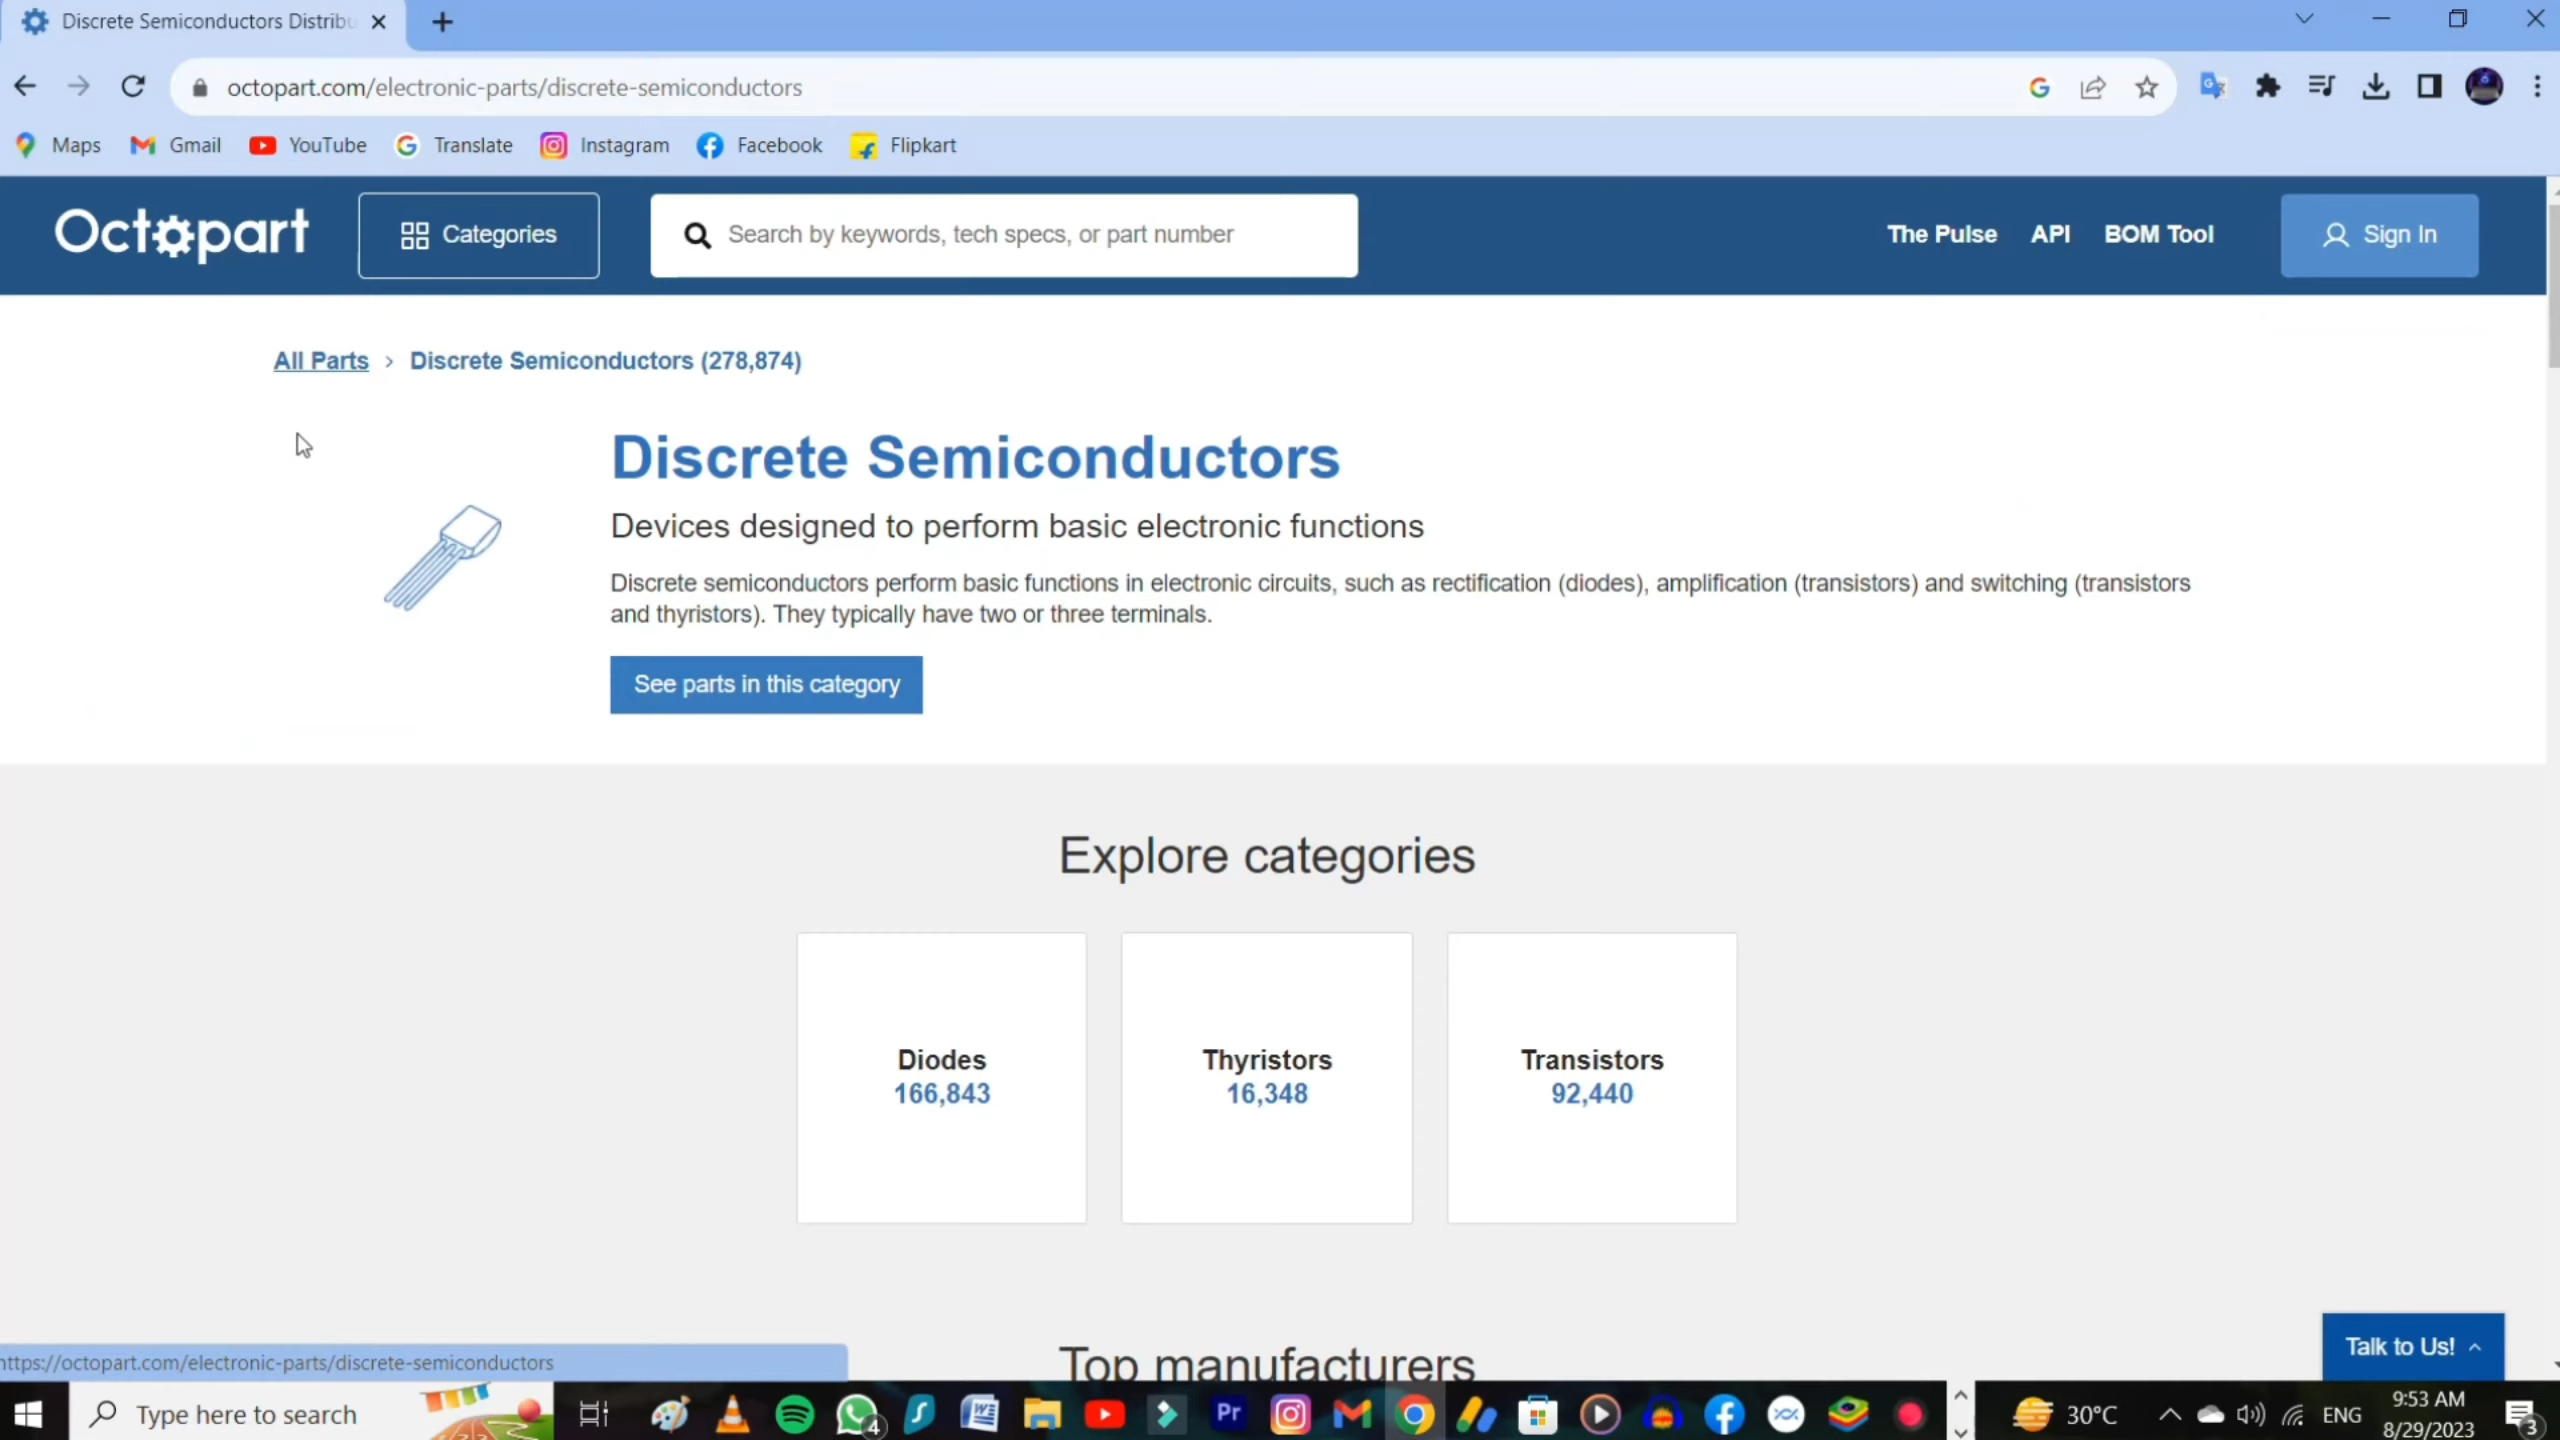 Discrete Semiconductors Distribu
octopart.com/electronic-parts/discrete-semiconductors
Maps Gmail YouTube Translate Instagram Facebook Flipkart
Octopart Categories Search by keywords, tech specs, or part number The Pulse API BOM Tool Sign In
All Parts > Discrete Semiconductors (278,874)
Discrete Semiconductors
Devices designed to perform basic electronic functions
Discrete semiconductors perform basic functions in electronic circuits, such as rectification (diodes), amplification (transistors) and switching (transistors
and thyristors). They typically have two or three terminals.
See parts in this category
Explore categories
Diodes Thyristors Transistors
166,843 16,348 92,440
Top manufacturers
Talk to Us!
https://octopart.com/electronic-parts/discrete-semiconductors
Type here to search 4 Pr 30°C ENG 9:53 AM
8/29/2023 3